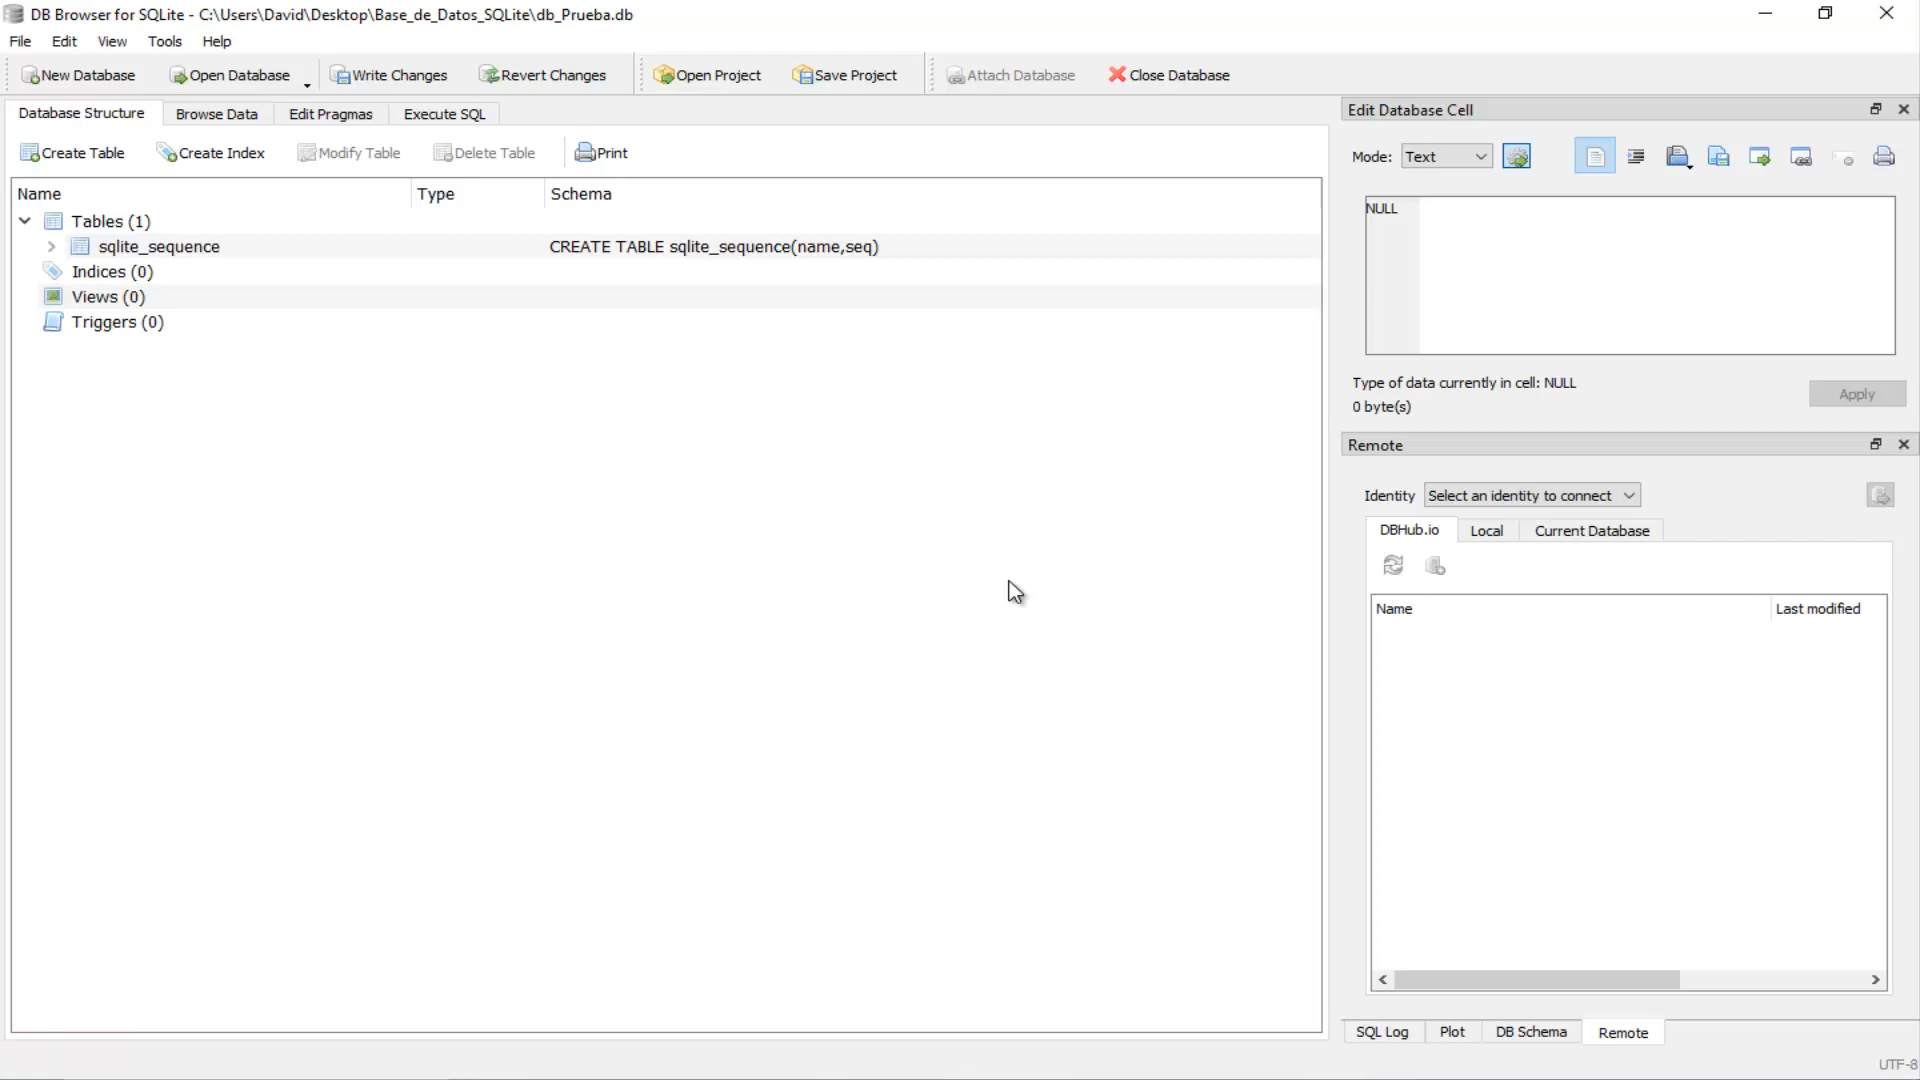 DB Browser for SQLite - C:\Users\David\Desktop\Base_de_Datos_SQLite\db_Prueba.db
File Edit View Tools Help
New Database Open Database Write Changes Revert Changes Open Project Save Project Attach Database Close Database
Database Structure Browse Data Edit Pragmas Execute SQL
Create Table Create Index Modify Table Delete Table Print
Name Type Schema
Tables (1)
sqlite_sequence CREATE TABLE sqlite_sequence(name,seq)
Indices (0)
Views (0)
Triggers (0)
Edit Database Cell
Mode: Text
NULL
Type of data currently in cell: NULL
0 byte(s)
Apply
Remote
Identity Select an identity to connect
DBHub.io Local Current Database
Name Last modified
SQL Log Plot DB Schema Remote
UTF-8